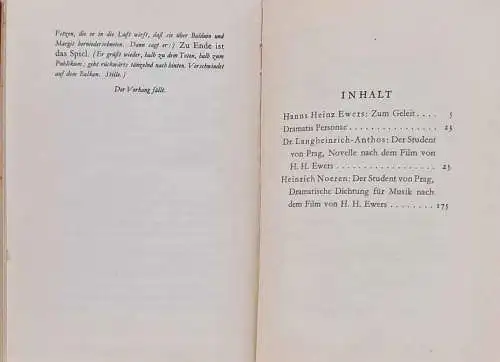 Fetzen, die er in die Luft wirft, daß sie über Balduin und
Margit herniederschneien. Dann sagt er:) Zu Ende ist
das Spiel. (Er grüßt wieder, halb zu dem Toten, halb zum
Publikum; geht rückwärts tänzelnd nach hinten. Verschwindet
auf dem Balkon. Stille.)
Der Vorhang fällt.
INHALT
Hanns Heinz Ewers: Zum Geleit .... 5
Dramatis Personae ............... 23
Dr. Langheinrich-Anthos: Der Student
von Prag, Novelle nach dem Film von
H. H. Ewers ................. 25
Heinrich Noeren: Der Student von Prag,
Dramatische Dichtung für Musik nach
dem Film von H. H. Ewers ........ 175